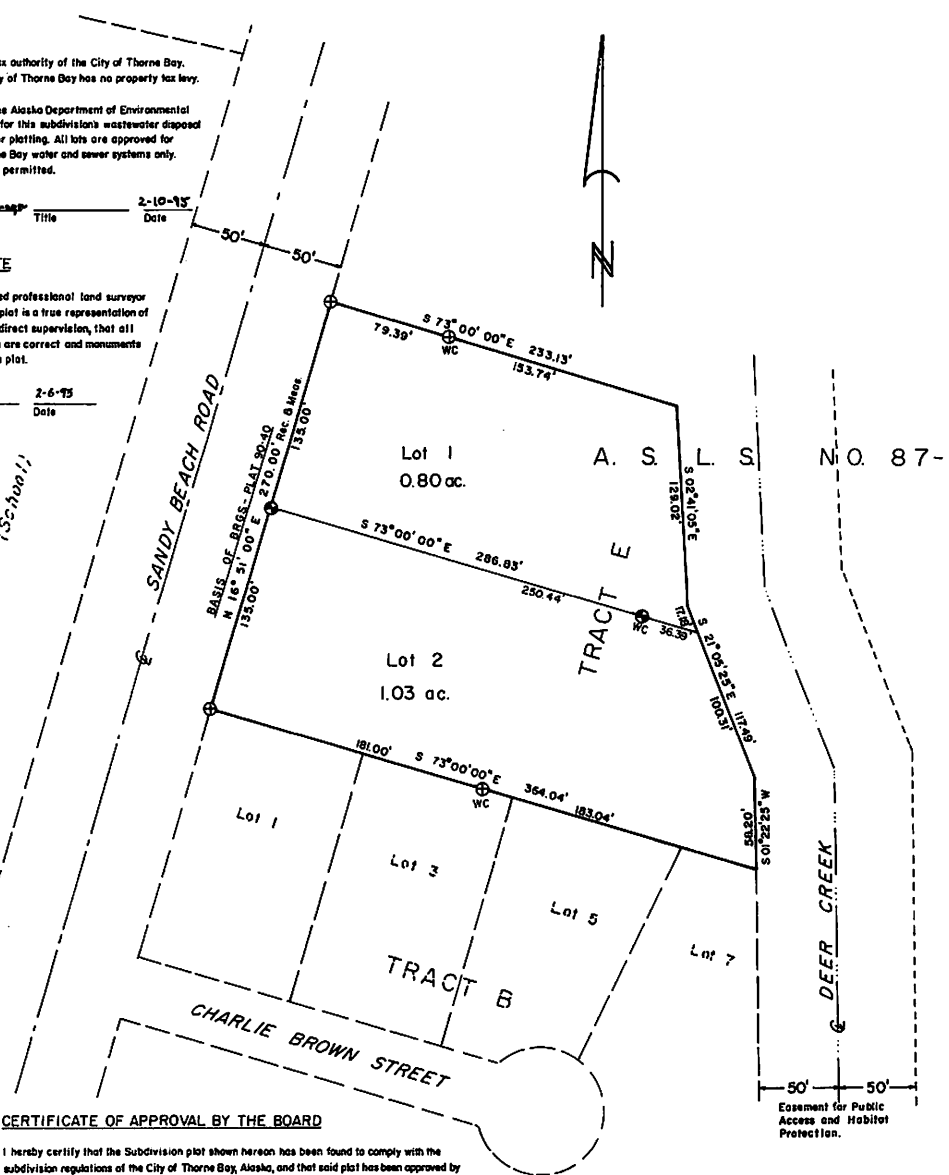 x authority of the City of Thorne Bay.
y of Thorne Bay has no property tax levy.
e Alaska Department of Environmental
for this subdivision's wastewater disposal
r platting. All lots are approved for
e Bay water and sewer systems only.
permitted.
Title
2-10-95
Date
50'
50'
TE
ed professional land surveyor
plat is a true representation of
direct supervision, that all
are correct and monuments
plat.
2-6-95
Date
(School)
SANDY BEACH ROAD
BASIS OF BRGS - PLAT 90-40
N 16° 51' 00" E 270.00' Rec. & Meas
135.00'
135.00'
S 73° 00' 00" E 233.13'
79.39'
WC
153.74'
Lot 1
0.80 ac.
A. S. L. S. NO. 87-
S 02°41'05" E
129.02'
S 73°00'00" E 286.83'
250.44'
WC
36.39'
TRACT E
S 21°05'25" E 117.49'
100.31'
Lot 2
1.03 ac.
S 01°22'25" W
58.20'
181.00' S 73°00'00" E 364.04'
WC
183.04'
Lot 1
Lot 3
Lot 5
Lot 7
TRACT B
CHARLIE BROWN STREET
DEER CREEK
50'
50'
Easement for Public
Access and Habitat
Protection.
CERTIFICATE OF APPROVAL BY THE BOARD
I hereby certify that the Subdivision plat shown hereon has been found to comply with the
subdivision regulations of the City of Thorne Bay, Alaska, and that said plat has been approved by